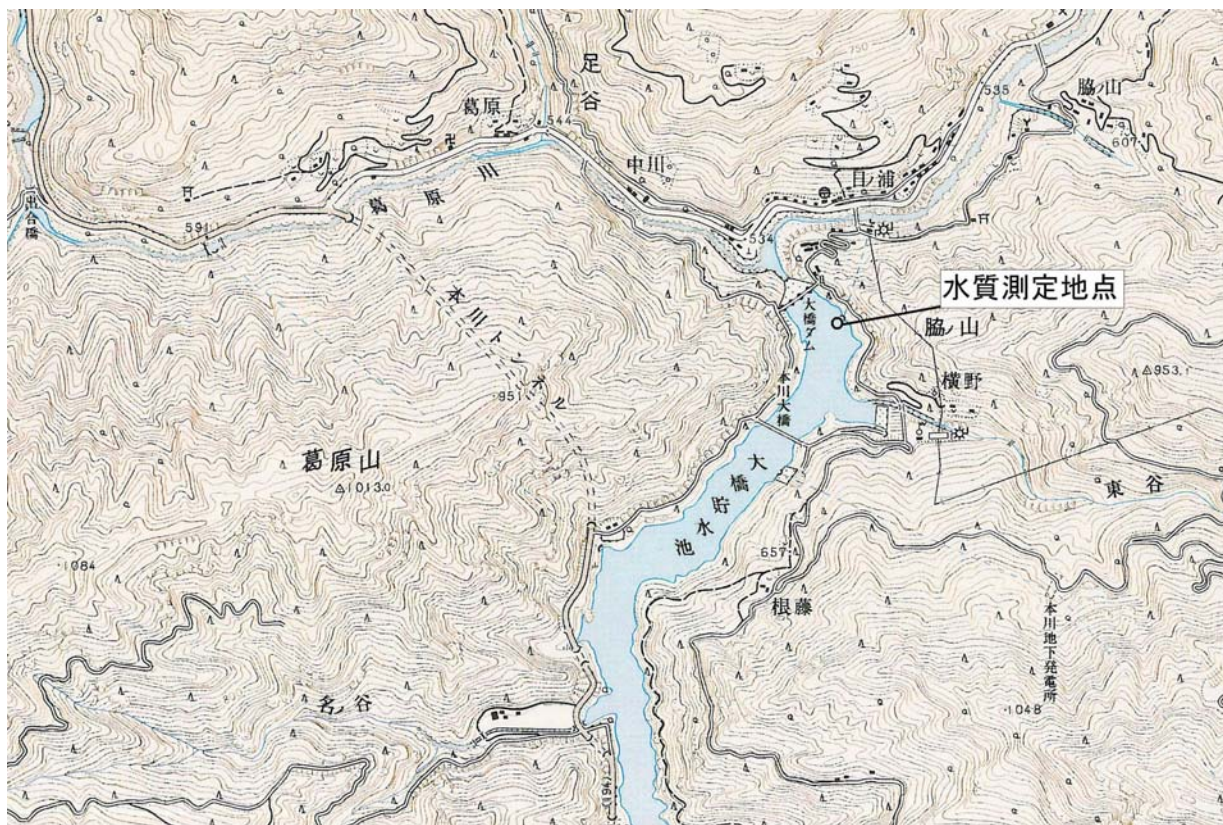 足谷
750
脇ノ山
535
葛原
544
607
中川
日ノ浦
葛原川
出合橋
591
534
水質測定地点
大橋ダム
脇ノ山
本川トンネル
951
本川大橋
横野
△953.1
葛原山
△1013.0
大橋貯水池
東谷
657
・1084
根藤
本川地下発電所
名ノ谷
・1048